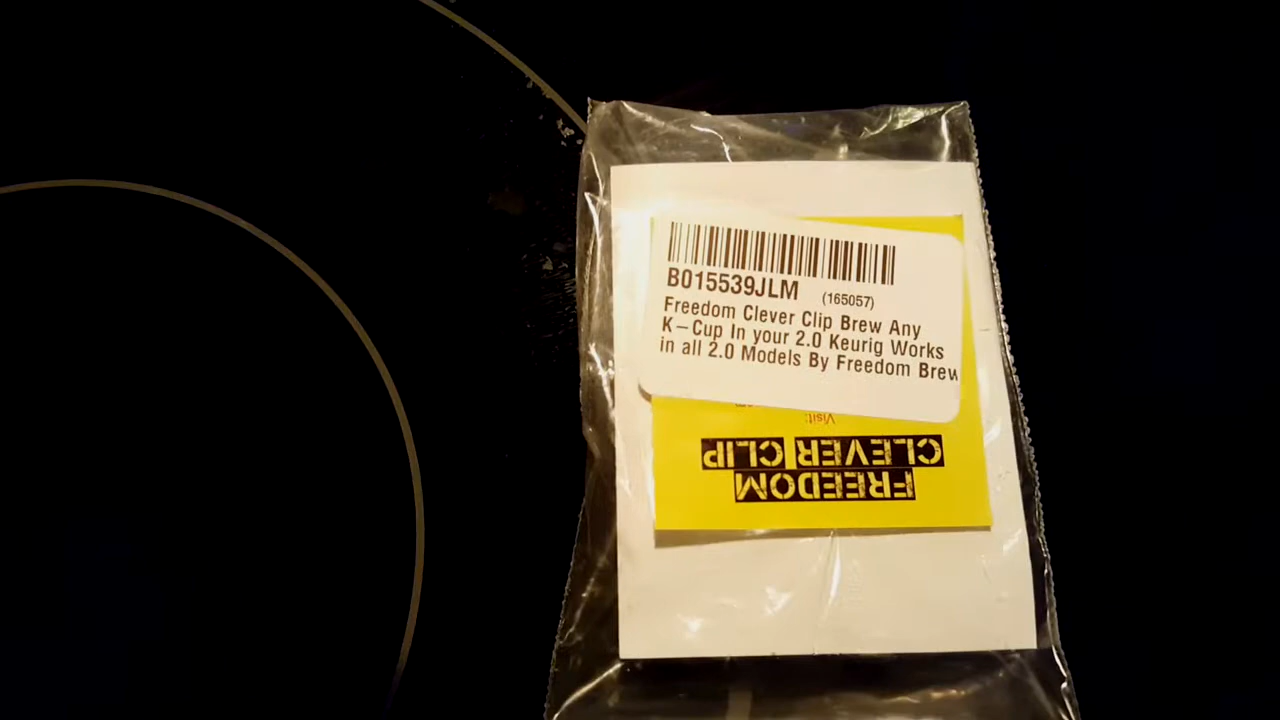 B015539JLM (165057)
Freedom Clever Clip Brew Any
K-Cup In your 2.0 Keurig Works
in all 2.0 Models By Freedom Brew
Visit:
CLEVER CLIP
FREEDOM